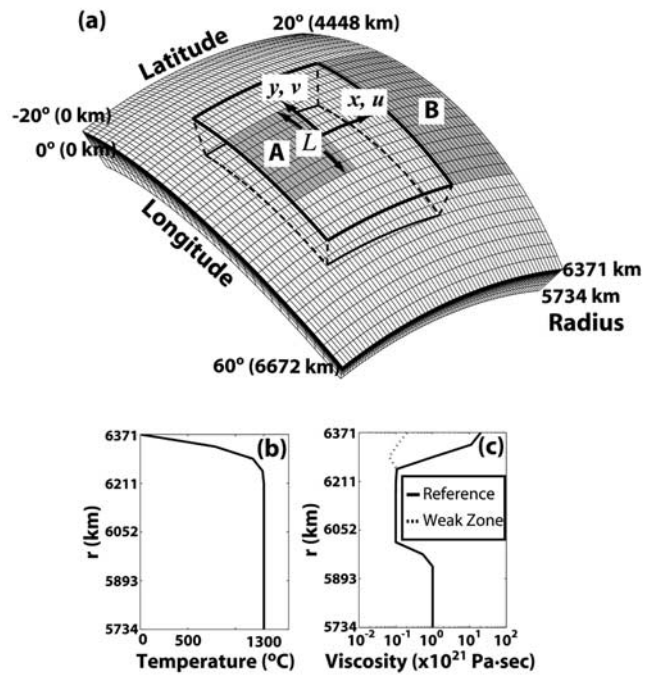 (a)
20° (4448 km)
Latitude
y, v
x, u
B
-20° (0 km)
0° (0 km)
A
L
Longitude
6371 km
5734 km
Radius
60° (6672 km)
(b)
6371
6211
6052
5893
5734
r (km)
0
500
1300
Temperature (°C)
(c)
6371
6211
6052
5893
5734
r (km)
Reference
Weak Zone
10⁻² 10⁻¹ 10⁰ 10¹ 10²
Viscosity (x10²¹ Pa·sec)